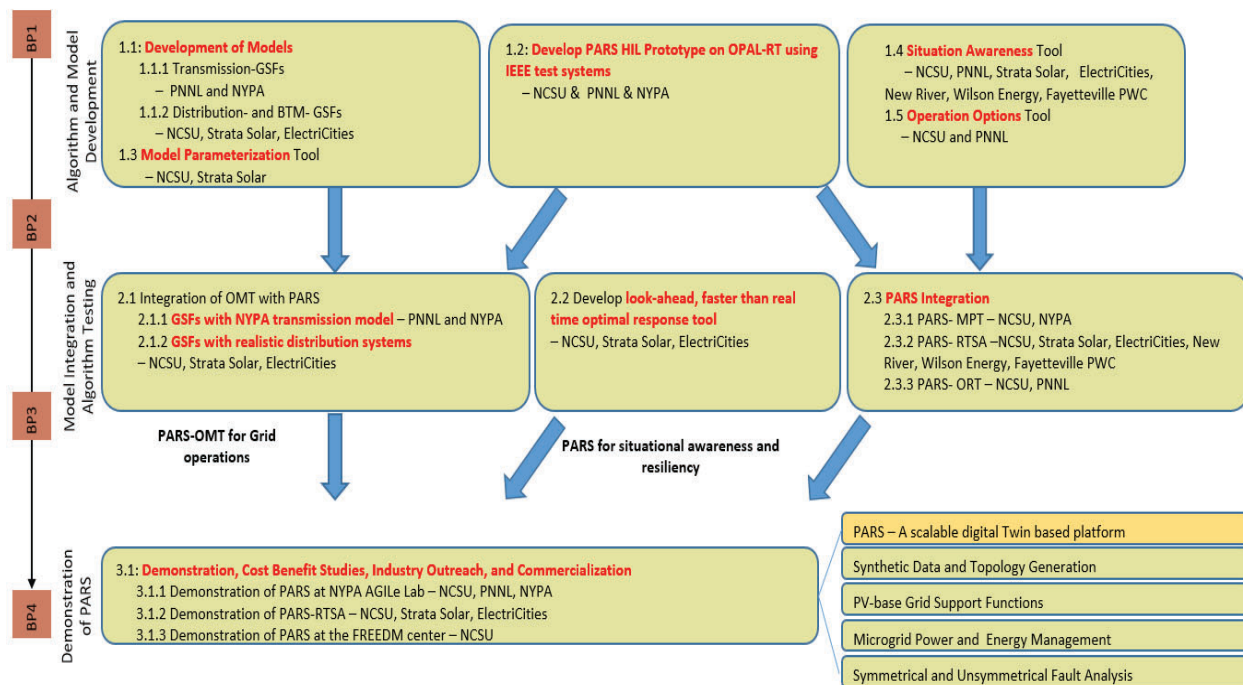 BP1
Algorithm and Model
Development
1.1: Development of Models
1.1.1 Transmission-GSFs
– PNNL and NYPA
1.1.2 Distribution- and BTM- GSFs
– NCSU, Strata Solar, ElectriCities
1.3 Model Parameterization Tool
– NCSU, Strata Solar
1.2: Develop PARS HIL Prototype on OPAL-RT using
IEEE test systems
– NCSU & PNNL & NYPA
1.4 Situation Awareness Tool
– NCSU, PNNL, Strata Solar, ElectriCities,
New River, Wilson Energy, Fayetteville PWC
1.5 Operation Options Tool
– NCSU and PNNL
BP2
Model Integration and
Algorithm Testing
2.1 Integration of OMT with PARS
2.1.1 GSFs with NYPA transmission model – PNNL and NYPA
2.1.2 GSFs with realistic distribution systems
– NCSU, Strata Solar, ElectriCities
2.2 Develop look-ahead, faster than real
time optimal response tool
– NCSU, Strata Solar, ElectriCities
2.3 PARS Integration
2.3.1 PARS- MPT – NCSU, NYPA
2.3.2 PARS- RTSA –NCSU, Strata Solar, ElectriCities, New
River, Wilson Energy, Fayetteville PWC
2.3.3 PARS- ORT – NCSU, PNNL
BP3
PARS-OMT for Grid
operations
PARS for situational awareness and
resiliency
BP4
Demonstration
of PARS
3.1: Demonstration, Cost Benefit Studies, Industry Outreach, and Commercialization
3.1.1 Demonstration of PARS at NYPA AGILe Lab – NCSU, PNNL, NYPA
3.1.2 Demonstration of PARS-RTSA – NCSU, Strata Solar, ElectriCities
3.1.3 Demonstration of PARS at the FREEDM center – NCSU
PARS – A scalable digital Twin based platform
Synthetic Data and Topology Generation
PV-base Grid Support Functions
Microgrid Power and Energy Management
Symmetrical and Unsymmetrical Fault Analysis